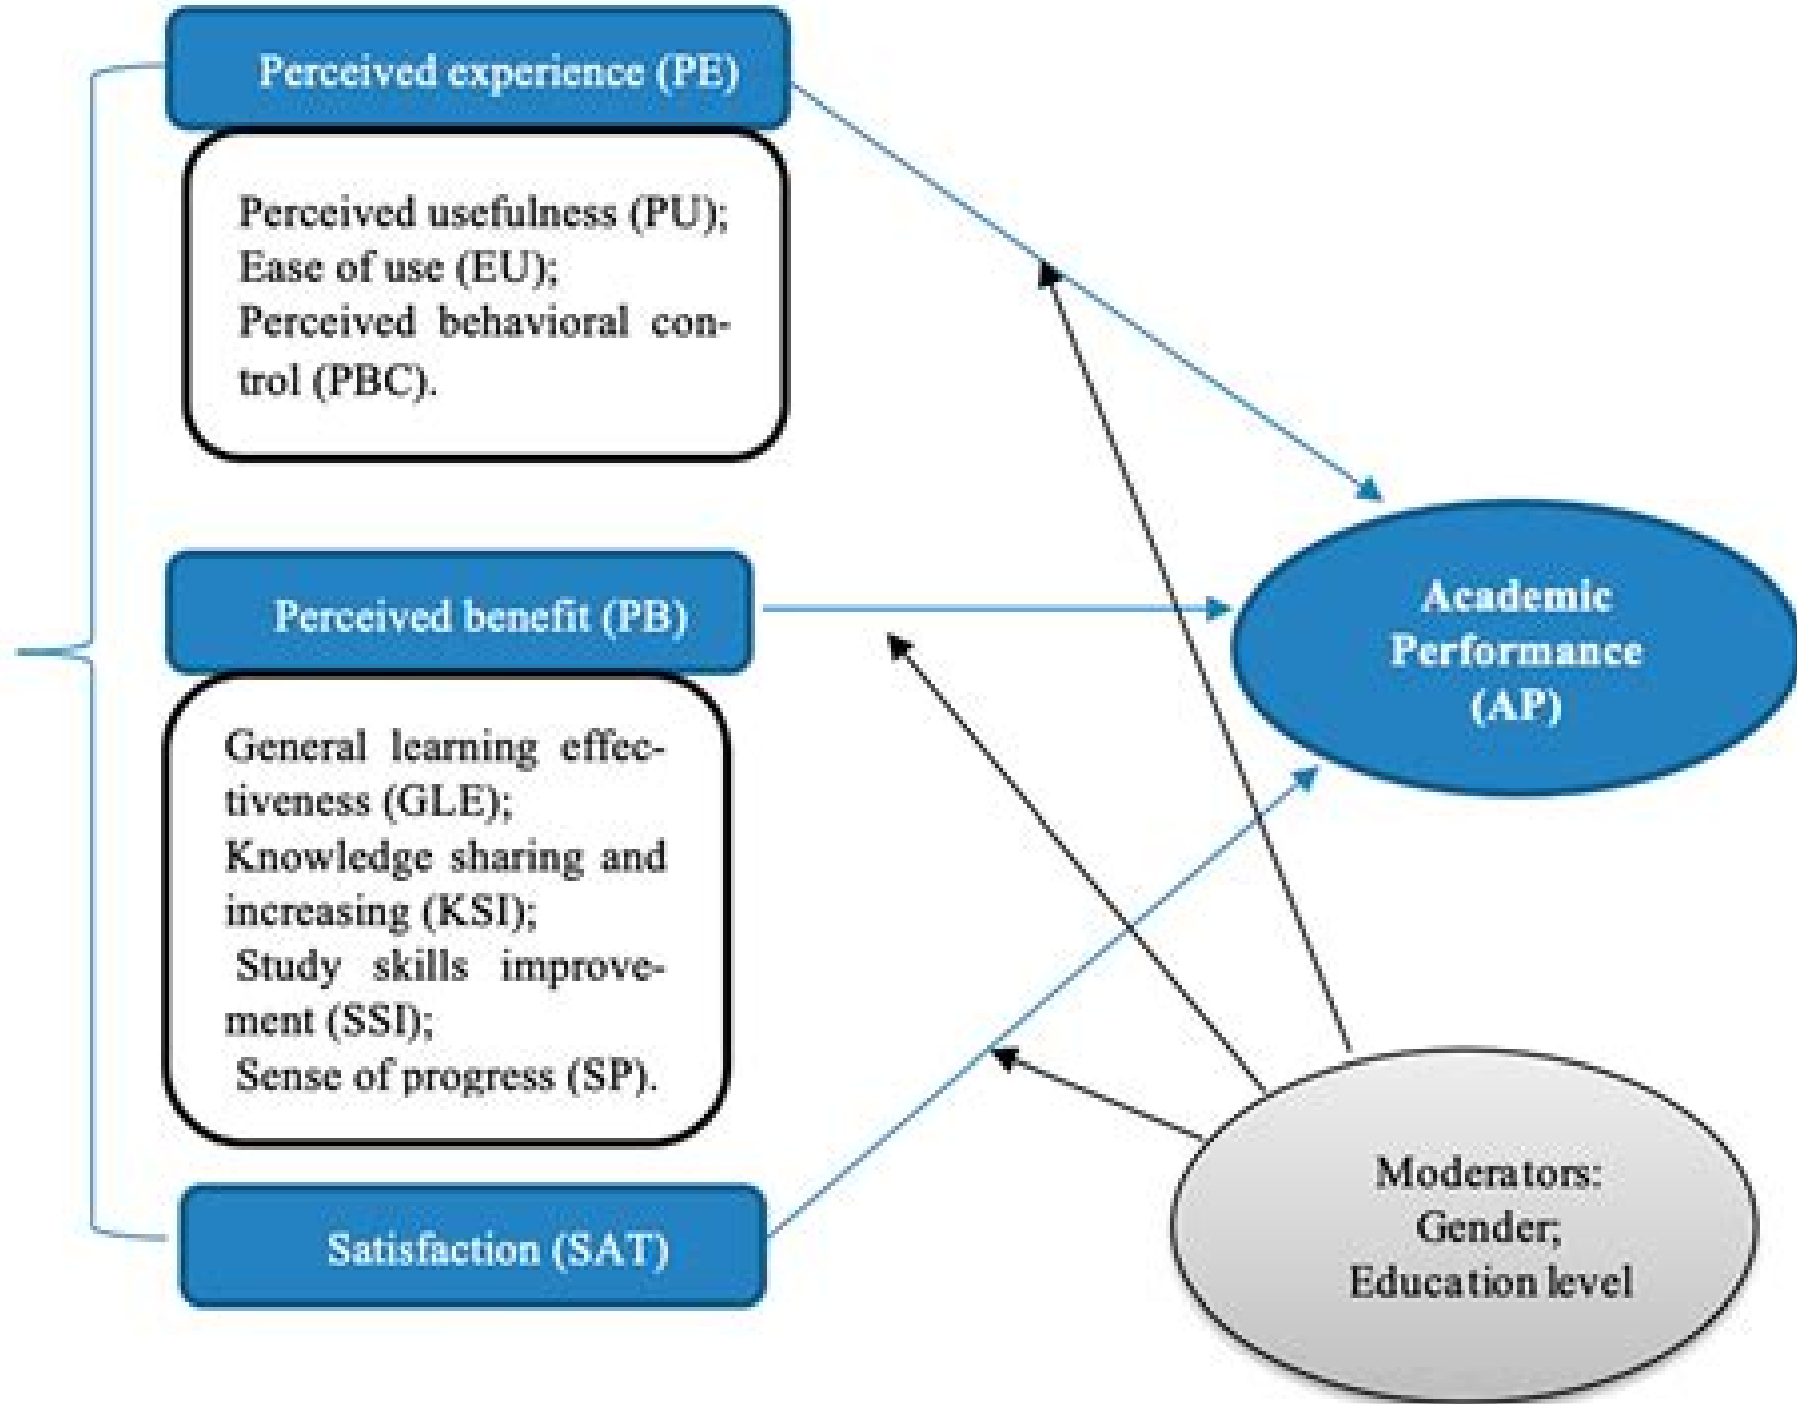 Perceived experience (PE)
Perceived usefulness (PU);
Ease of use (EU);
Perceived behavioral con-
trol (PBC).
Perceived benefit (PB)
General learning effec-
tiveness (GLE);
Knowledge sharing and
increasing (KSI);
Study skills improve-
ment (SSI);
Sense of progress (SP).
Satisfaction (SAT)
Academic
Performance
(AP)
Moderators:
Gender;
Education level